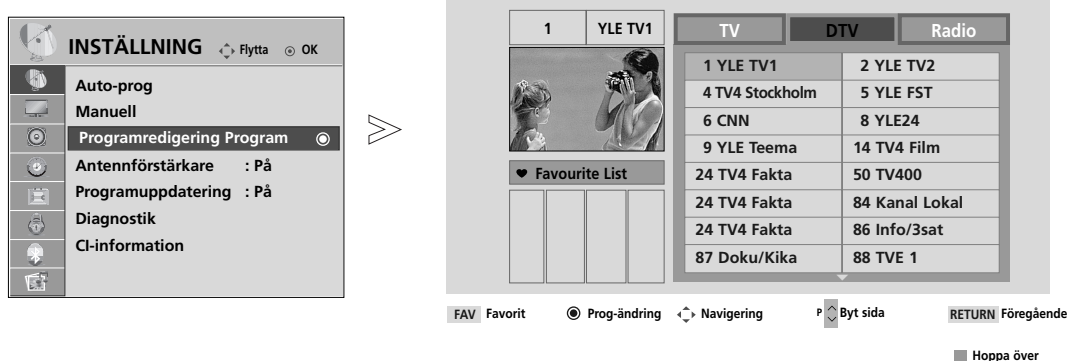 INSTÄLLNING Flytta OK
Auto-prog
Manuell
Programredigering Program
Antennförstärkare : På
Programuppdatering : På
Diagnostik
CI-information
1 YLE TV1
TV DTV Radio
1 YLE TV1 2 YLE TV2
4 TV4 Stockholm 5 YLE FST
6 CNN 8 YLE24
9 YLE Teema 14 TV4 Film
24 TV4 Fakta 50 TV400
24 TV4 Fakta 84 Kanal Lokal
24 TV4 Fakta 86 Info/3sat
87 Doku/Kika 88 TVE 1
Favourite List
FAV Favorit Prog-ändring Navigering P Byt sida RETURN Föregående
Hoppa över